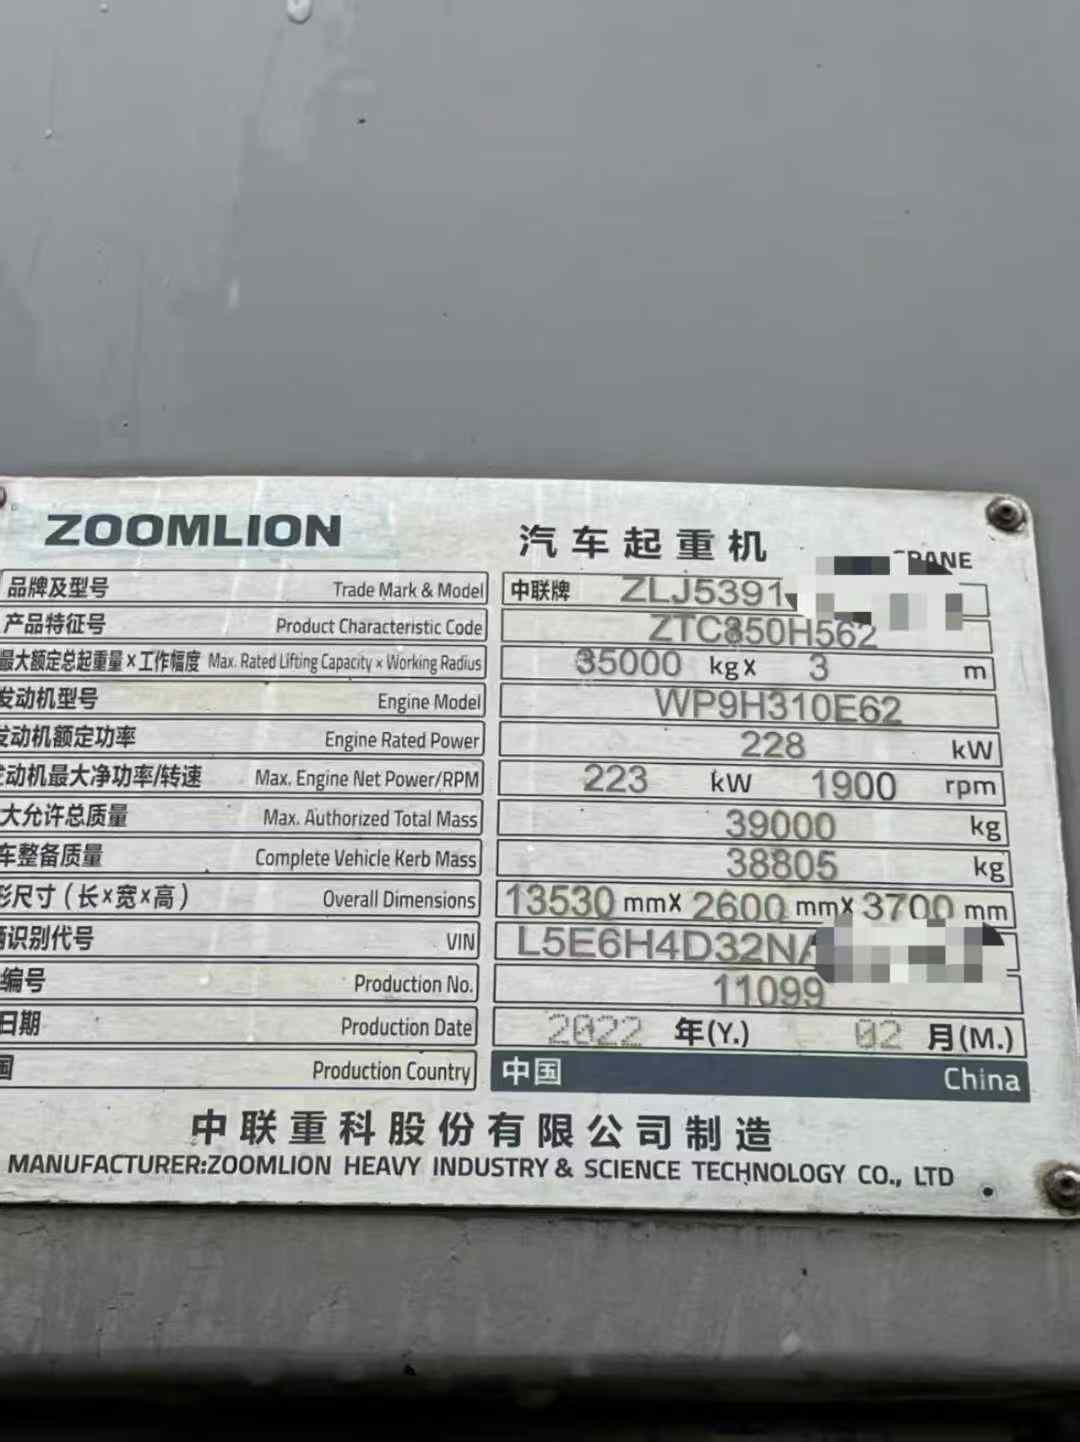 ZOOMLION 汽车起重机
品牌及型号 Trade Mark & Model 中联牌 ZLJ5391
产品特征号 Product Characteristic Code ZTC850H562
最大额定总起重量×工作幅度 Max. Rated Lifting Capacity × Working Radius 35000 kg× 3 m
发动机型号 Engine Model WP9H310E62
发动机额定功率 Engine Rated Power 228 kW
发动机最大净功率/转速 Max. Engine Net Power/RPM 223 kW 1900 rpm
大允许总质量 Max. Authorized Total Mass 39000 kg
车整备质量 Complete Vehicle Kerb Mass 38805 kg
形尺寸（长×宽×高） Overall Dimensions 13530 mm× 2600 mm× 3700 mm
辆识别代号 VIN L5E6H4D32NA
编号 Production No. 11099
日期 Production Date 2022 年(Y.) 02 月(M.)
国 Production Country 中国 China
中联重科股份有限公司制造
MANUFACTURER:ZOOMLION HEAVY INDUSTRY & SCIENCE TECHNOLOGY CO., LTD